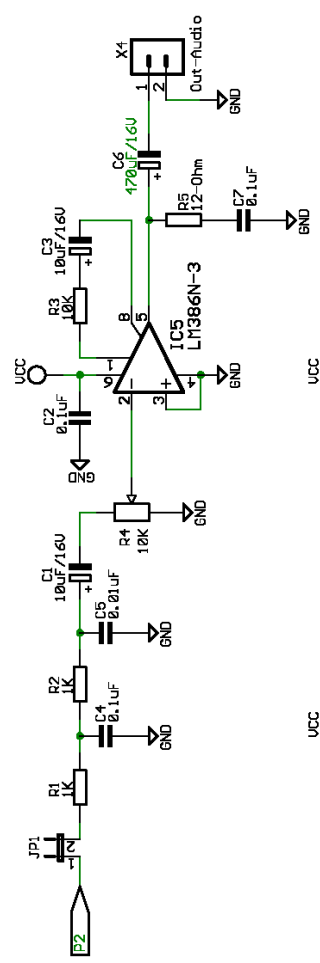 P2
JP1
1
2
R1
1K
C4
0.1uF
GND
R2
1K
C5
0.01uF
GND
C1
10uF/16V
+
R4
10K
GND
C2
0.1uF
GND
VCC
R3
10K
C3
10uF/16V
+
1
8
6
2
-
3
+
5
4
IC5
LM386N-3
GND
C6
470uF/16V
+
R5
12-Ohm
C7
0.1uF
GND
X4
1
2
Out-Audio
GND
VCC
VCC